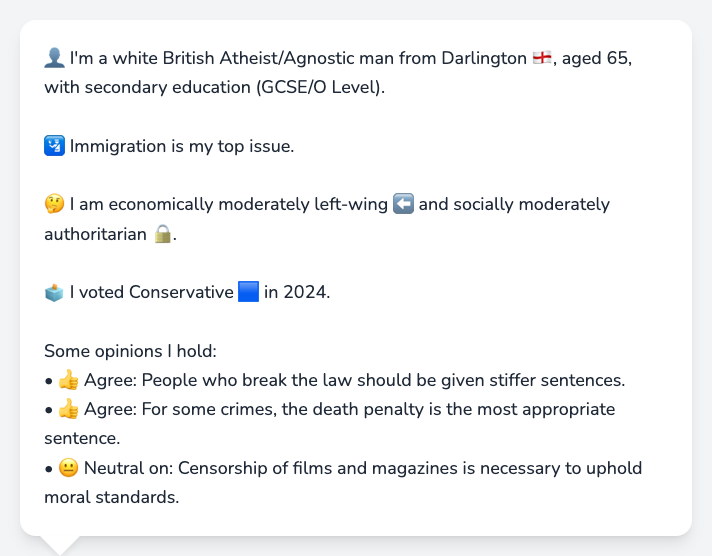 👤 I'm a white British Atheist/Agnostic man from Darlington 🏴󠁧󠁢󠁥󠁮󠁧󠁿, aged 65,
with secondary education (GCSE/O Level).
🛂 Immigration is my top issue.
🤔 I am economically moderately left-wing ⬅️ and socially moderately
authoritarian 🔒.
🗳️ I voted Conservative 🟦 in 2024.
Some opinions I hold:
• 👍 Agree: People who break the law should be given stiffer sentences.
• 👍 Agree: For some crimes, the death penalty is the most appropriate
sentence.
• 😐 Neutral on: Censorship of films and magazines is necessary to uphold
moral standards.